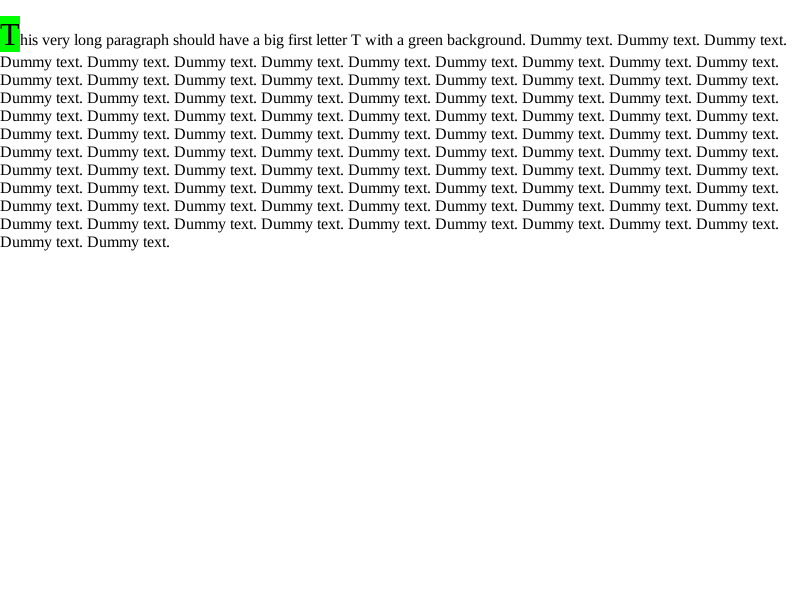 This very long paragraph should have a big first letter T with a green background. Dummy text. Dummy text. Dummy text.
Dummy text. Dummy text. Dummy text. Dummy text. Dummy text. Dummy text. Dummy text. Dummy text. Dummy text.
Dummy text. Dummy text. Dummy text. Dummy text. Dummy text. Dummy text. Dummy text. Dummy text. Dummy text.
Dummy text. Dummy text. Dummy text. Dummy text. Dummy text. Dummy text. Dummy text. Dummy text. Dummy text.
Dummy text. Dummy text. Dummy text. Dummy text. Dummy text. Dummy text. Dummy text. Dummy text. Dummy text.
Dummy text. Dummy text. Dummy text. Dummy text. Dummy text. Dummy text. Dummy text. Dummy text. Dummy text.
Dummy text. Dummy text. Dummy text. Dummy text. Dummy text. Dummy text. Dummy text. Dummy text. Dummy text.
Dummy text. Dummy text. Dummy text. Dummy text. Dummy text. Dummy text. Dummy text. Dummy text. Dummy text.
Dummy text. Dummy text. Dummy text. Dummy text. Dummy text. Dummy text. Dummy text. Dummy text. Dummy text.
Dummy text. Dummy text. Dummy text. Dummy text. Dummy text. Dummy text. Dummy text. Dummy text. Dummy text.
Dummy text. Dummy text. Dummy text. Dummy text. Dummy text. Dummy text. Dummy text. Dummy text. Dummy text.
Dummy text. Dummy text.